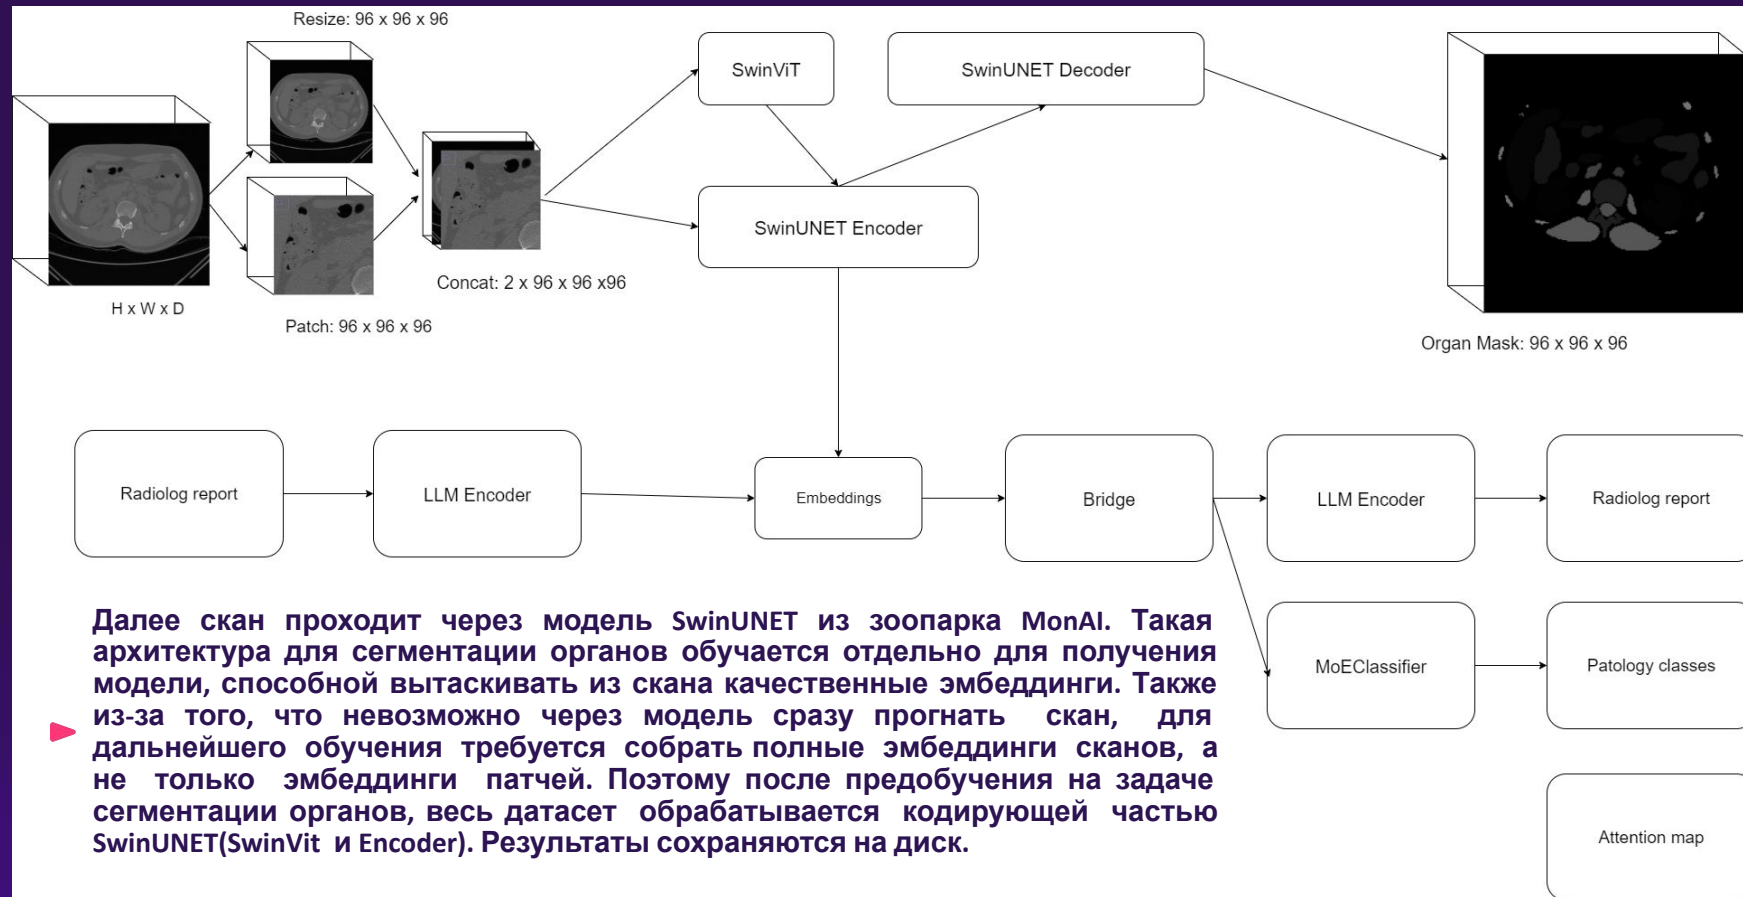 Resize: 96 x 96 x 96
SwinViT
SwinUNET Decoder
SwinUNET Encoder
Concat: 2 x 96 x 96 x96
H x W x D
Patch: 96 x 96 x 96
Organ Mask: 96 x 96 x 96
Radiolog report
LLM Encoder
Embeddings
Bridge
LLM Encoder
Radiolog report
MoEClassifier
Patology classes
Attention map
Далее скан проходит через модель SwinUNET из зоопарка MonAI. Такая
архитектура для сегментации органов обучается отдельно для получения
модели, способной вытаскивать из скана качественные эмбеддинги. Также
из-за того, что невозможно через модель сразу прогнать скан, для
дальнейшего обучения требуется собрать полные эмбеддинги сканов, а
не только эмбеддинги патчей. Поэтому после предобучения на задаче
сегментации органов, весь датасет обрабатывается кодирующей частью
SwinUNET(SwinVit и Encoder). Результаты сохраняются на диск.